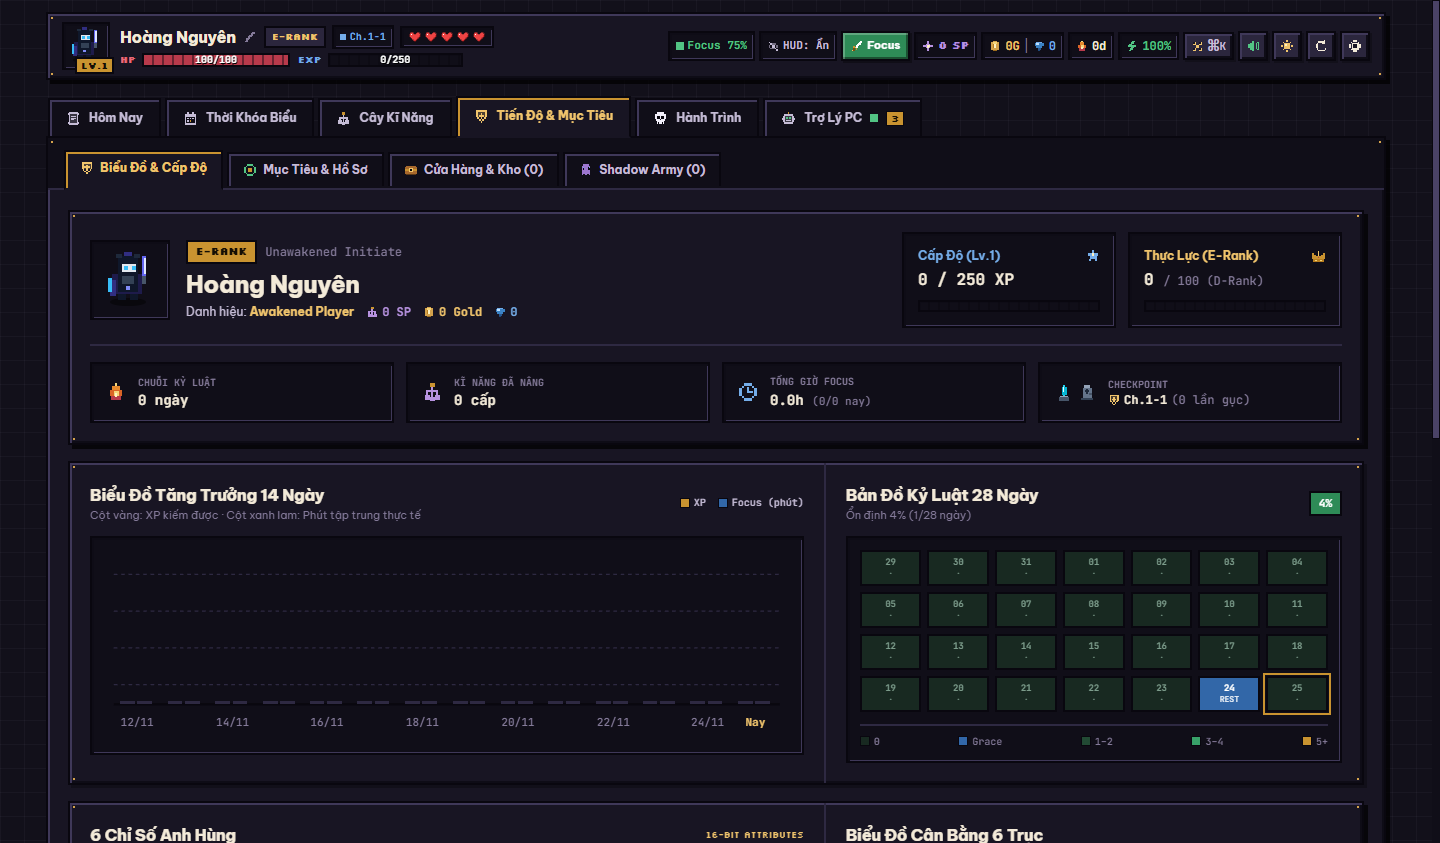 Hoàng Nguyên E-RANK Ch.1-1
LV.1
HP 100/100 EXP 0/250
Focus 75% HUD: Ẩn Focus 0 SP 0G 0 0d 100% ⌘K
Hôm Nay Thời Khóa Biểu Cây Kĩ Năng Tiến Độ & Mục Tiêu Hành Trình Trợ Lý PC 3
Biểu Đồ & Cấp Độ Mục Tiêu & Hồ Sơ Cửa Hàng & Kho (0) Shadow Army (0)
E-RANK Unawakened Initiate
Hoàng Nguyên
Danh hiệu: Awakened Player 0 SP 0 Gold 0
Cấp Độ (Lv.1)
0 / 250 XP
Thực Lực (E-Rank)
0 / 100 (D-Rank)
CHUỖI KỶ LUẬT
0 ngày
KĨ NĂNG ĐÃ NÂNG
0 cấp
TỔNG GIỜ FOCUS
0.0h (0/0 nay)
CHECKPOINT
Ch.1-1 (0 lần gục)
Biểu Đồ Tăng Trưởng 14 Ngày
Cột vàng: XP kiếm được · Cột xanh lam: Phút tập trung thực tế
XP Focus (phút)
12/11 14/11 16/11 18/11 20/11 22/11 24/11 Nay
Bản Đồ Kỷ Luật 28 Ngày
Ổn định 4% (1/28 ngày)
4%
29 30 31 01 02 03 04
- - - - - - -
05 06 07 08 09 10 11
- - - - - - -
12 13 14 15 16 17 18
- - - - - - -
19 20 21 22 23 24 25
- - - - - REST -
0 Grace 1-2 3-4 5+
6 Chỉ Số Anh Hùng 16-BIT ATTRIBUTES
Biểu Đồ Cân Bằng 6 Trục